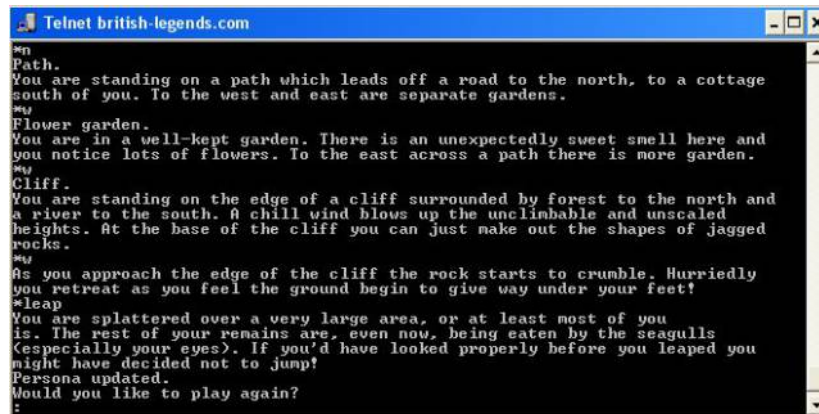 Telnet british-legends.com
*n
Path.
You are standing on a path which leads off a road to the north, to a cottage
south of you. To the west and east are separate gardens.
*w
Flower garden.
You are in a well-kept garden. There is an unexpectedly sweet smell here and
you notice lots of flowers. To the east across a path there is more garden.
*w
Cliff.
You are standing on the edge of a cliff surrounded by forest to the north and
a river to the south. A chill wind blows up the unclimbable and unscaled
heights. At the base of the cliff you can just make out the shapes of jagged
rocks.
*w
As you approach the edge of the cliff the rock starts to crumble. Hurriedly
you retreat as you feel the ground begin to give way under your feet!
*leap
You are splattered over a very large area, or at least most of you
is. The rest of your remains are, even now, being eaten by the seagulls
(especially your eyes). If you'd have looked properly before you leaped you
might have decided not to jump!
Persona updated.
Would you like to play again?
: